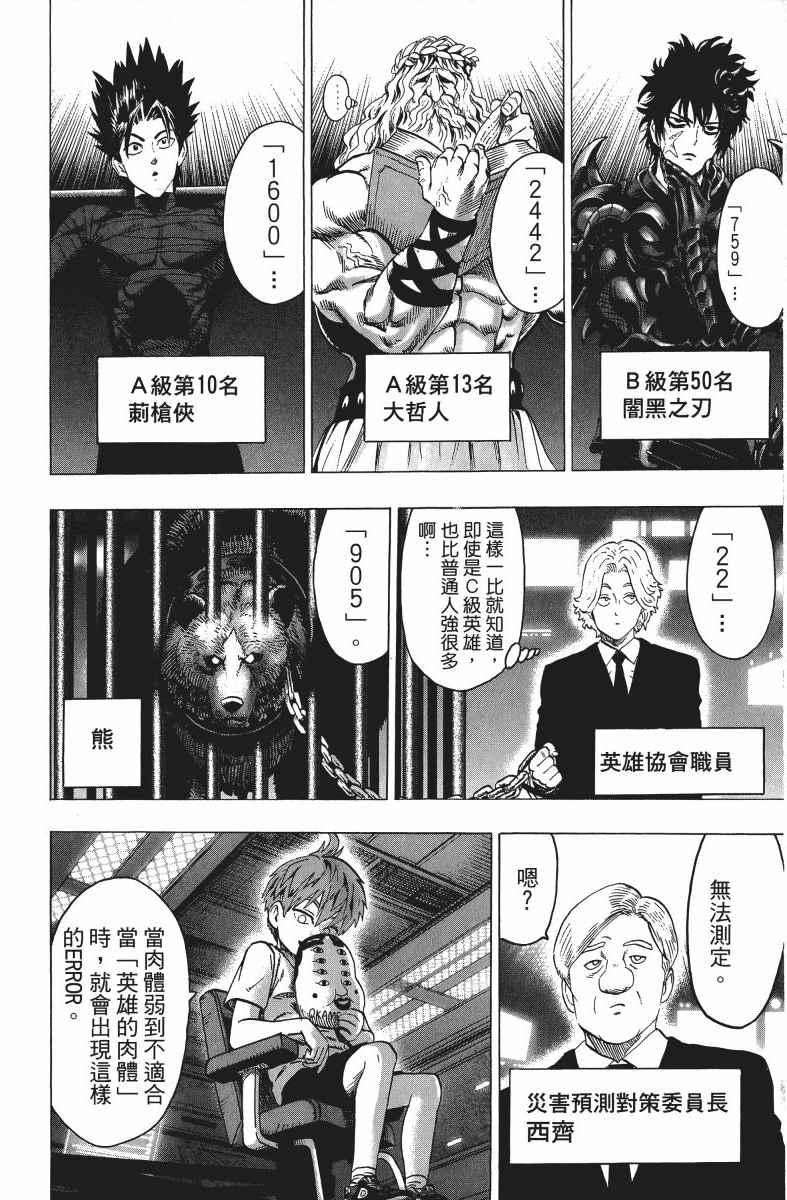 「759」…
B級第50名
闇黑之刃
「2442」…
……
A級第13名
大哲人
「1600」…
A級第10名
莿槍俠
「22」…
這樣一比就知道，
即使是C級英雄，
也比普通人強很多
啊…
英雄協會職員
「905」。
熊
無法測定。
嗯？
災害預測對策委員長
西齊
當肉體弱到不適合
當「英雄的肉體」
時，就會出現這樣
的ERROR。
OKAME